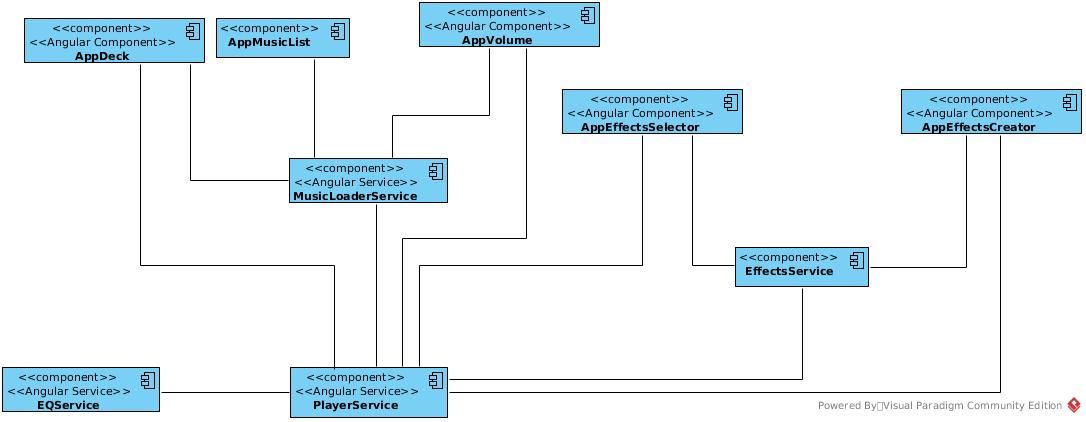 <<component>>
<<Angular Component>>
AppDeck
<<component>>
AppMusicList
<<component>>
<<Angular Component>>
AppVolume
<<component>>
<<Angular Component>>
AppEffectsSelector
<<component>>
<<Angular Component>>
AppEffectsCreator
<<component>>
<<Angular Service>>
MusicLoaderService
<<component>>
EffectsService
<<component>>
<<Angular Service>>
EQService
<<component>>
<<Angular Service>>
PlayerService
Powered By Visual Paradigm Community Edition